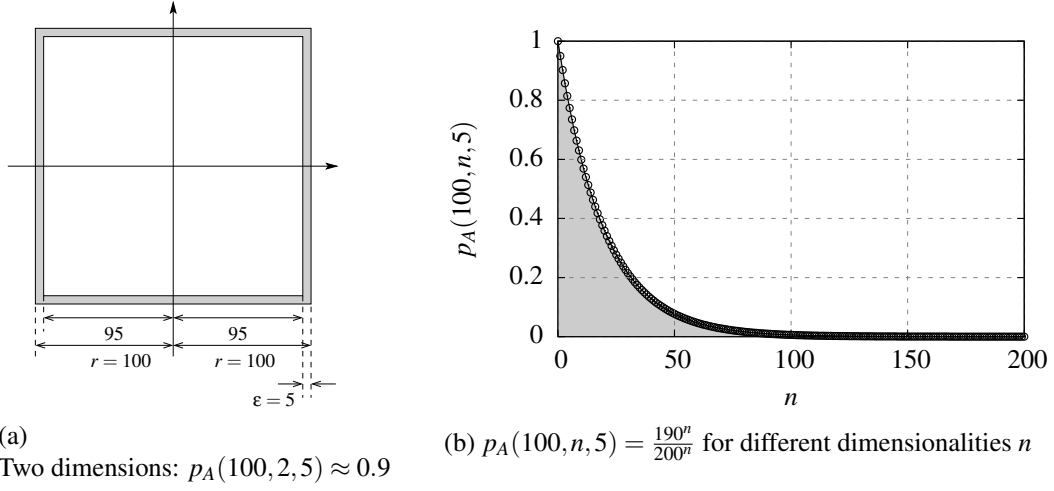 95 95
r = 100 r = 100
ε = 5
(a)
Two dimensions: p_A(100, 2, 5) ≈ 0.9
p_A(100, n, 5)
1
0.8
0.6
0.4
0.2
0
0 50 100 150 200
n
(b) p_A(100, n, 5) = 190^n/200^n for different dimensionalities n